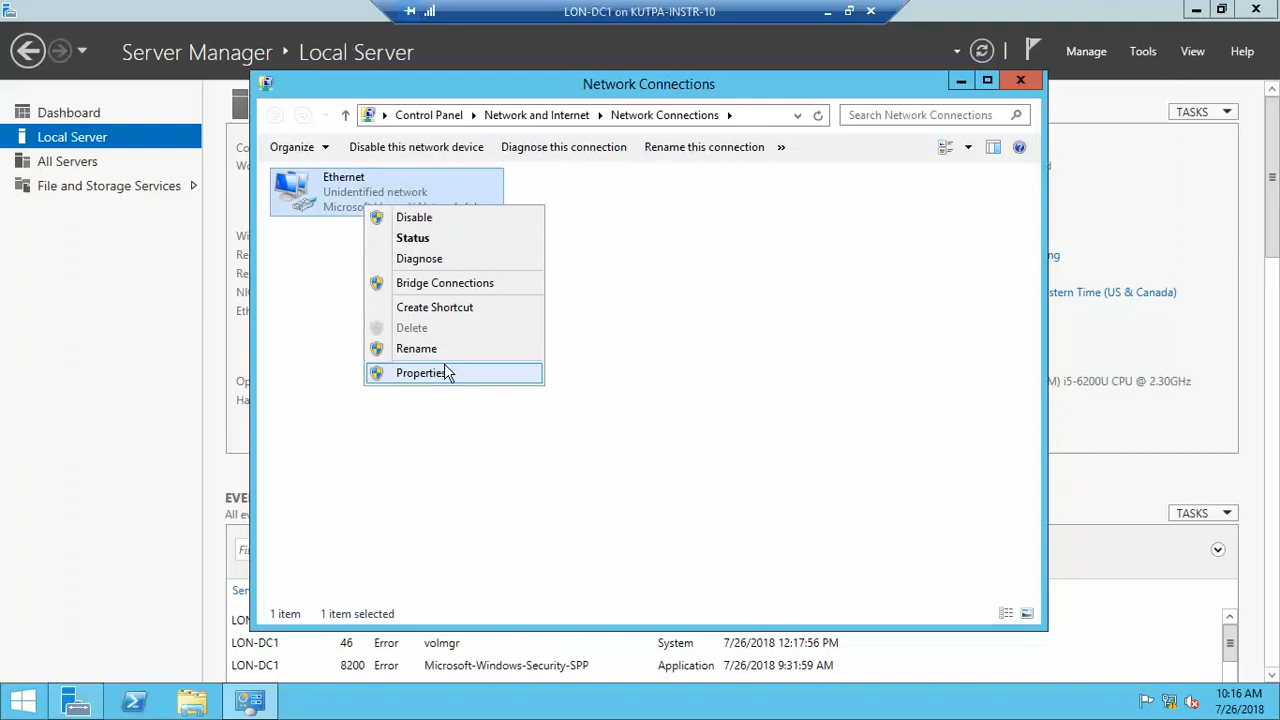 LON-DC1 on KUTPA-INSTR-10
Server Manager ‣ Local Server
Manage Tools View Help
Network Connections
Dashboard
Local Server
All Servers
File and Storage Services
TASKS
Control Panel Network and Internet Network Connections
Search Network Connections
Organize Disable this network device Diagnose this connection Rename this connection »
Ethernet
Unidentified network
Disable
Status
Diagnose
Bridge Connections
Create Shortcut
Delete
Rename
Properties
ng
stern Time (US & Canada)
M) i5-6200U CPU @ 2.30GHz
EVE
All ev
TASKS
1 item 1 item selected
LON-DC1 46 Error volmgr System 7/26/2018 12:17:56 PM
LON-DC1 8200 Error Microsoft-Windows-Security-SPP Application 7/26/2018 9:31:59 AM
10:16 AM
7/26/2018